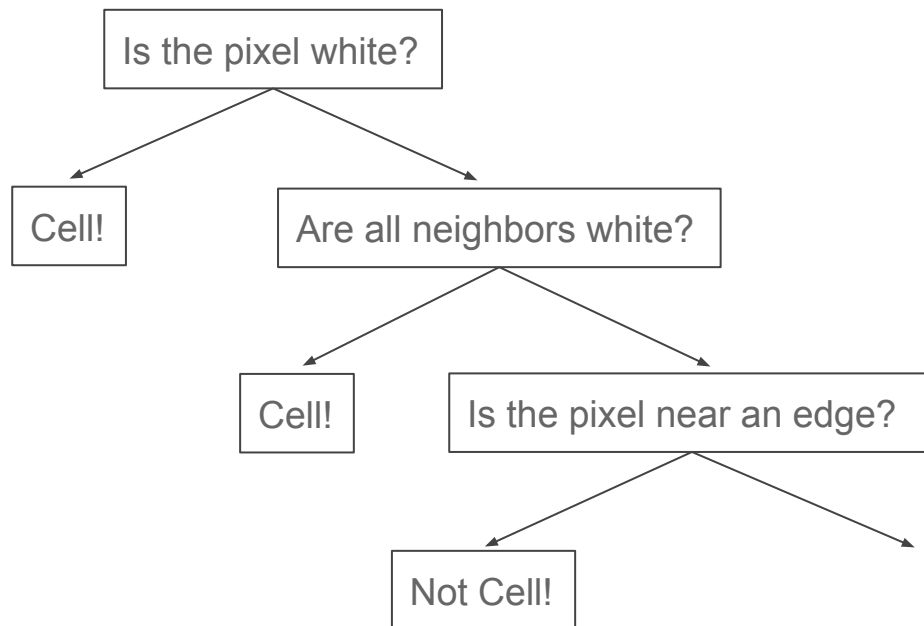 Is the pixel white?
Cell!
Are all neighbors white?
Cell!
Is the pixel near an edge?
Not Cell!